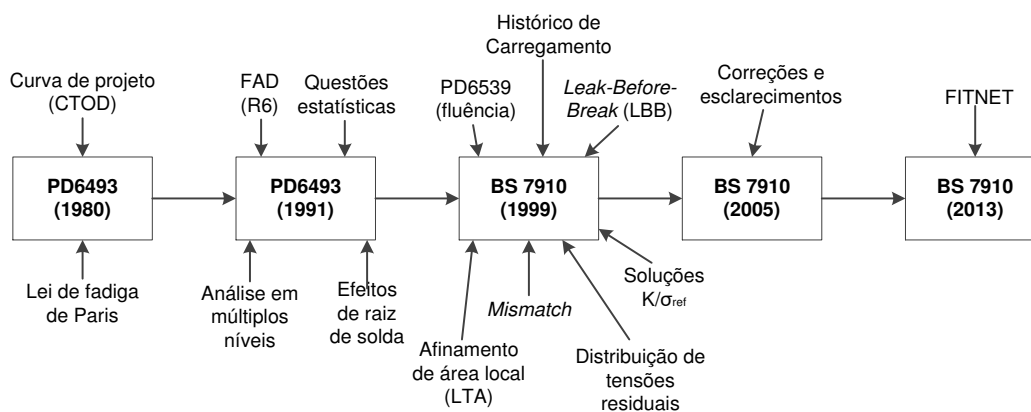 Curva de projeto
(CTOD)
FAD
(R6)
Questões
estatísticas
PD6539
(fluência)
Histórico de
Carregamento
Leak-Before-
Break (LBB)
Correções e
esclarecimentos
FITNET
PD6493
(1980)
PD6493
(1991)
BS 7910
(1999)
BS 7910
(2005)
BS 7910
(2013)
Lei de fadiga
de Paris
Análise em
múltiplos
níveis
Efeitos
de raiz
de solda
Afinamento
de área local
(LTA)
Mismatch
Distribuição de
tensões
residuais
Soluções
K/σref